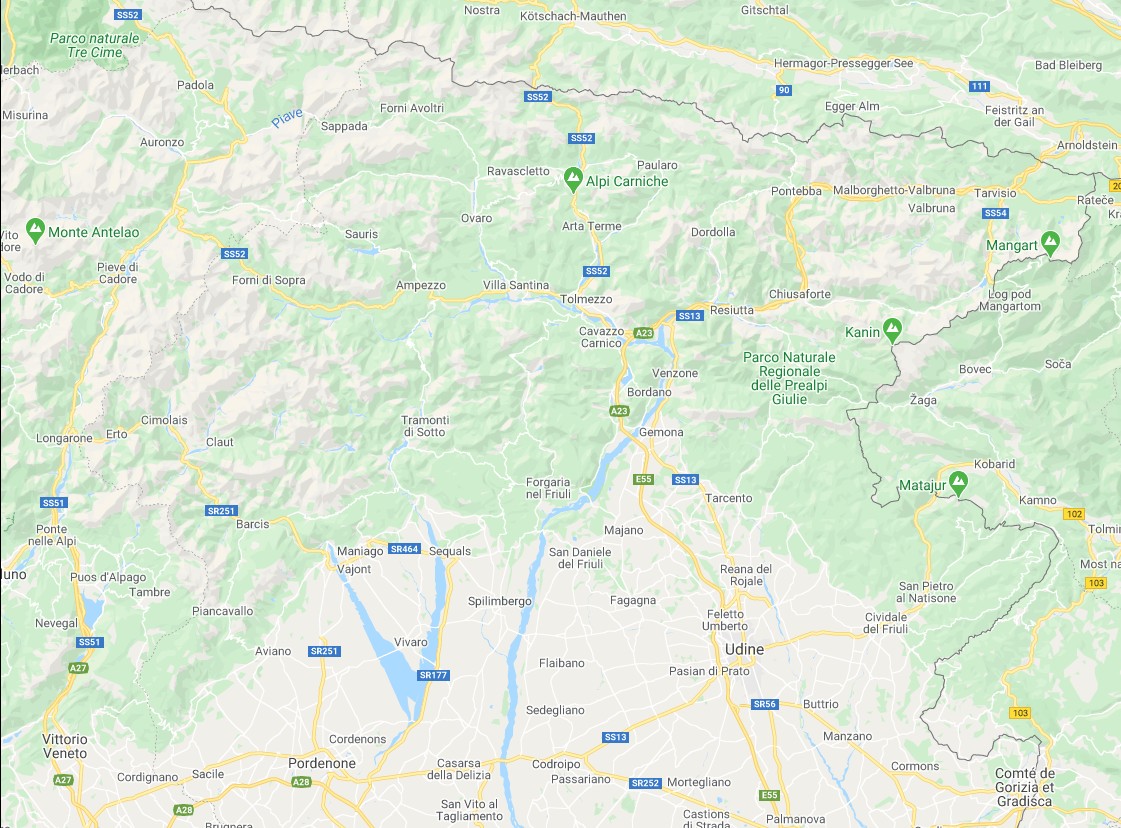 SS52
Nostra
Kötschach-Mauthen
Gitschtal
Parco naturale
Tre Cime
Hermagor-Pressegger See
Bad Bleiberg
Padola
SS52
90
111
Misurina
Piave
Forni Avoltri
Egger Alm
Feistritz an
der Gail
Sappada
Auronzo
SS52
Arnoldstein
Ravascletto
Paularo
Alpi Carniche
Pontebba
Malborghetto-Valbruna
Tarvisio
Rateče
Valbruna
SS54
Ovaro
Arta Terme
Monte Antelao
Sauris
Dordolla
Mangart
SS52
Vodo di
Cadore
Pieve di
Cadore
SS52
Forni di Sopra
Ampezzo
Villa Santina
Tolmezzo
Chiusaforte
Log pod
Mangartom
SS13
Resiutta
Cavazzo
Carnico
A23
Kanin
Parco Naturale
Regionale
delle Prealpi
Giulie
Soča
Bovec
Venzone
Bordano
Žaga
A23
Cimolais
Tramonti
di Sotto
Longarone
Erto
Claut
Gemona
Kobarid
Matajur
E55
SS13
Forgaria
nel Friuli
Tarcento
Kamno
SS51
SR251
102
Barcis
Ponte
nelle Alpi
Majano
Maniago
SR464
Sequals
San Daniele
del Friuli
Vajont
Reana del
Rojale
Puos d'Alpago
Tambre
103
San Pietro
al Natisone
Spilimbergo
Fagagna
Piancavallo
Feletto
Umberto
Nevegal
Cividale
del Friuli
SS51
Vivaro
Aviano
SR251
Udine
A27
SR177
Flaibano
Pasian di Prato
Sedegliano
SR56
Buttrio
103
Vittorio
Veneto
Cordenons
SS13
Manzano
Pordenone
Casarsa
della Delizia
Codroipo
Cormons
Cordignano
Sacile
A27
A28
Passariano
SR252
Mortegliano
Comté de
Gorizia et
Gradišca
E55
San Vito al
Tagliamento
A28
Castions
di Strada
Palmanova
Brugnera